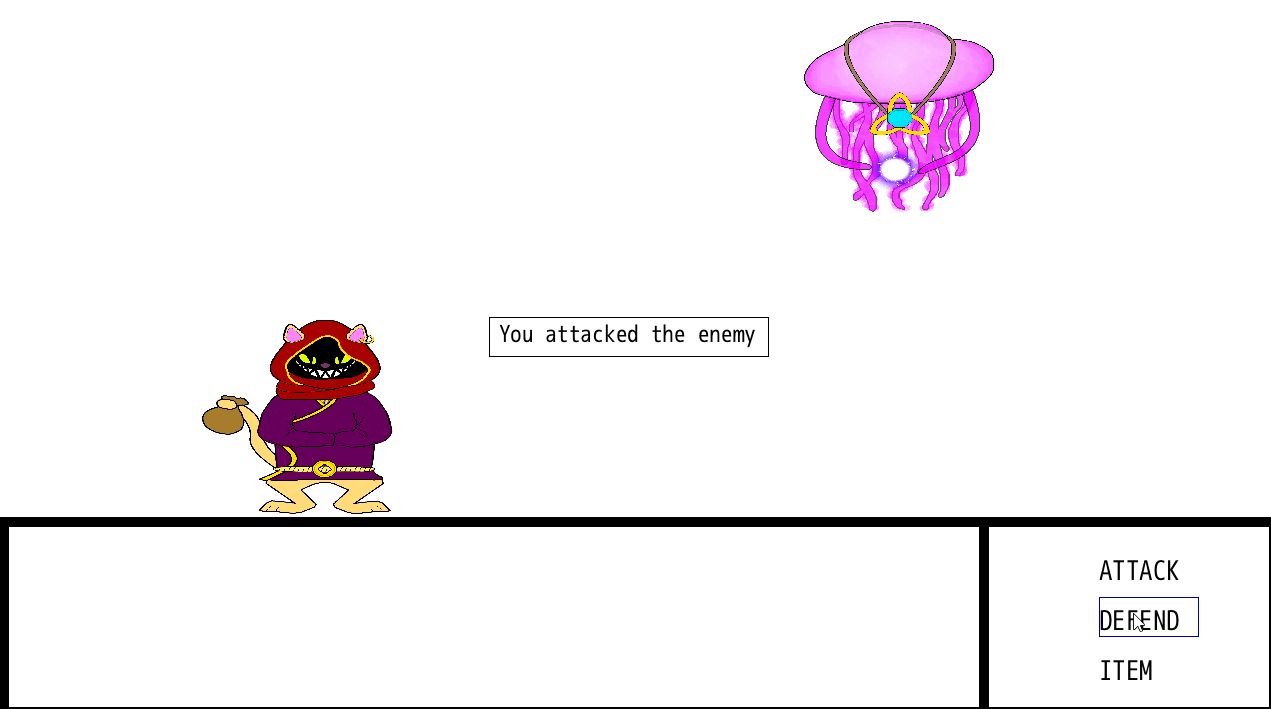 You attacked the enemy
ATTACK
DEFEND
ITEM